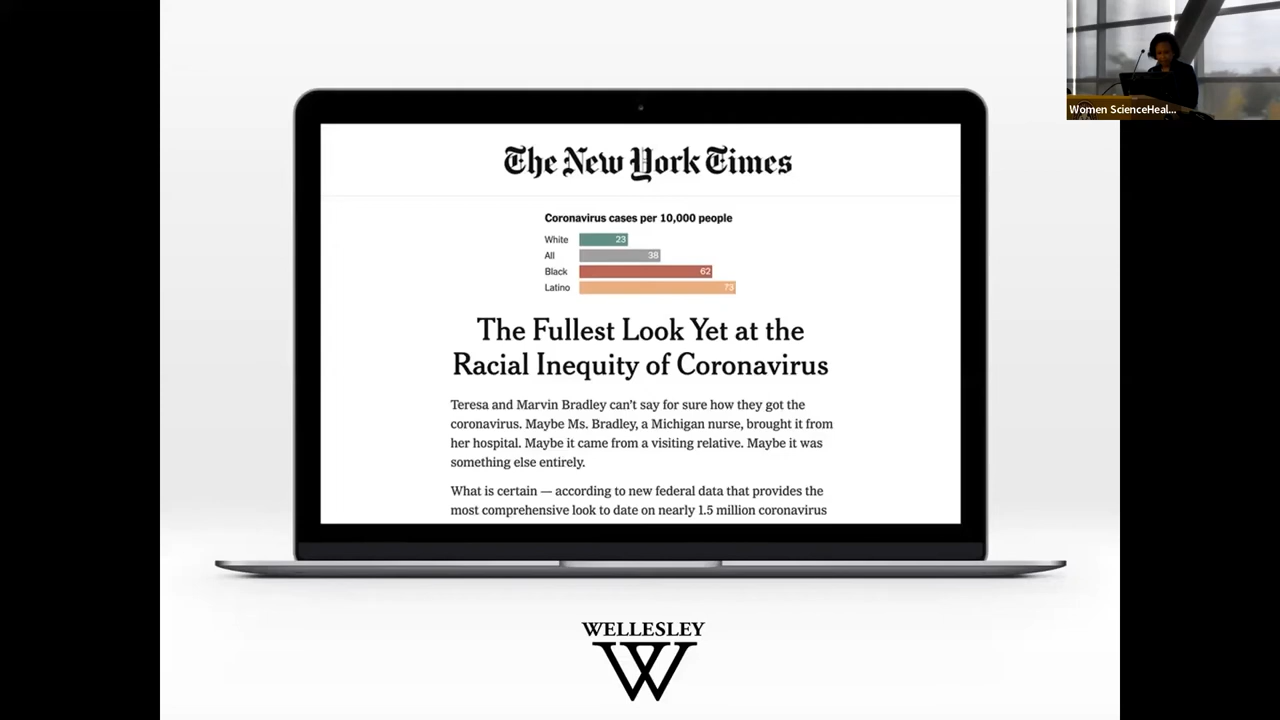 Women ScienceHeal...
The New York Times
Coronavirus cases per 10,000 people
White 23
All 38
Black 62
Latino 73
The Fullest Look Yet at the
Racial Inequity of Coronavirus
Teresa and Marvin Bradley can’t say for sure how they got the
coronavirus. Maybe Ms. Bradley, a Michigan nurse, brought it from
her hospital. Maybe it came from a visiting relative. Maybe it was
something else entirely.
What is certain — according to new federal data that provides the
most comprehensive look to date on nearly 1.5 million coronavirus
WELLESLEY
W